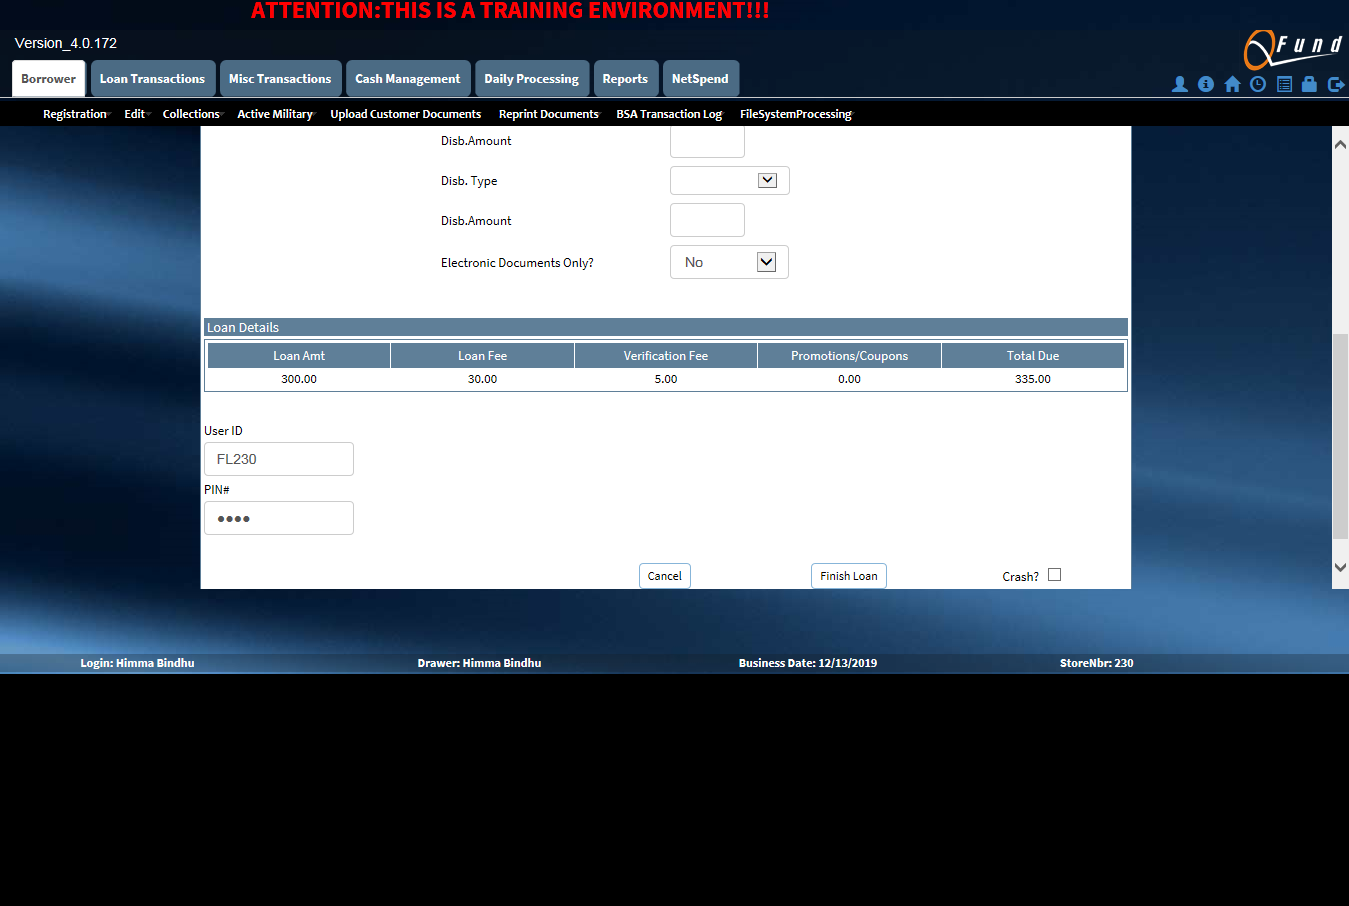 ATTENTION:THIS IS A TRAINING ENVIRONMENT!!!
Version_4.0.172
Fund
Borrower Loan Transactions Misc Transactions Cash Management Daily Processing Reports NetSpend
Registration Edit Collections Active Military Upload Customer Documents Reprint Documents BSA Transaction Log FileSystemProcessing
Disb.Amount
Disb. Type
Disb.Amount
Electronic Documents Only? No
Loan Details
Loan Amt Loan Fee Verification Fee Promotions/Coupons Total Due
300.00 30.00 5.00 0.00 335.00
User ID
FL230
PIN#
●●●●
Cancel Finish Loan Crash?
Login: Himma Bindhu Drawer: Himma Bindhu Business Date: 12/13/2019 StoreNbr: 230